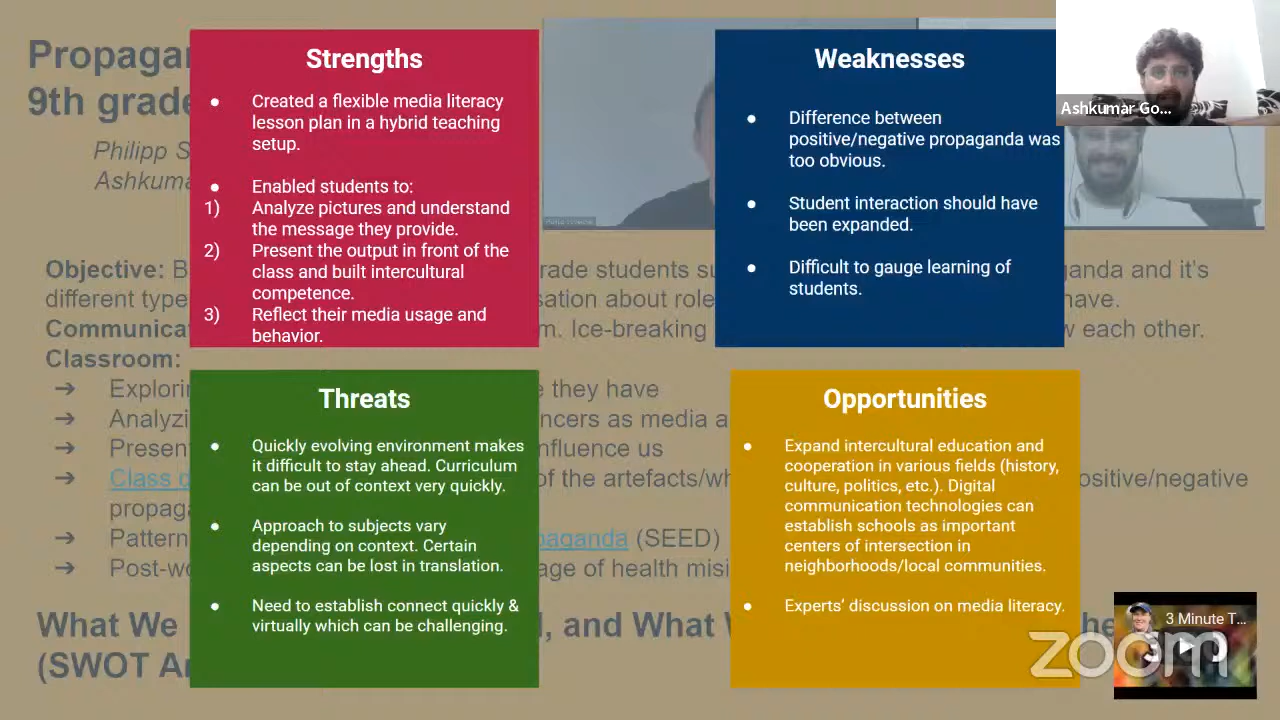 Propagan
9th grade
Philipp S
Ashkuma
Strengths
● Created a flexible media literacy
lesson plan in a hybrid teaching
setup.
● Enabled students to:
1) Analyze pictures and understand
the message they provide.
2) Present the output in front of the
class and built intercultural
competence.
3) Reflect their media usage and
behavior.
Weaknesses
● Difference between
positive/negative propaganda was
too obvious.
● Student interaction should have
been expanded.
● Difficult to gauge learning of
students.
Ashkumar Go...
Objective: B rade students su aganda and it's
different type sation about role have.
Communica m. Ice-breaking w each other.
Classroom:
➔ Explorin e they have
➔ Analyzi ncers as media a
➔ Present nfluence us
➔ Class d of the artefacts/wh ositive/negative
propaga
➔ Pattern paganda (SEED)
➔ Post-wo age of health misi
What We d, and What W he
(SWOT An
Threats
● Quickly evolving environment makes
it difficult to stay ahead. Curriculum
can be out of context very quickly.
● Approach to subjects vary
depending on context. Certain
aspects can be lost in translation.
● Need to establish connect quickly &
virtually which can be challenging.
Opportunities
● Expand intercultural education and
cooperation in various fields (history,
culture, politics, etc.). Digital
communication technologies can
establish schools as important
centers of intersection in
neighborhoods/local communities.
● Experts' discussion on media literacy.
3 Minute T...
zoom